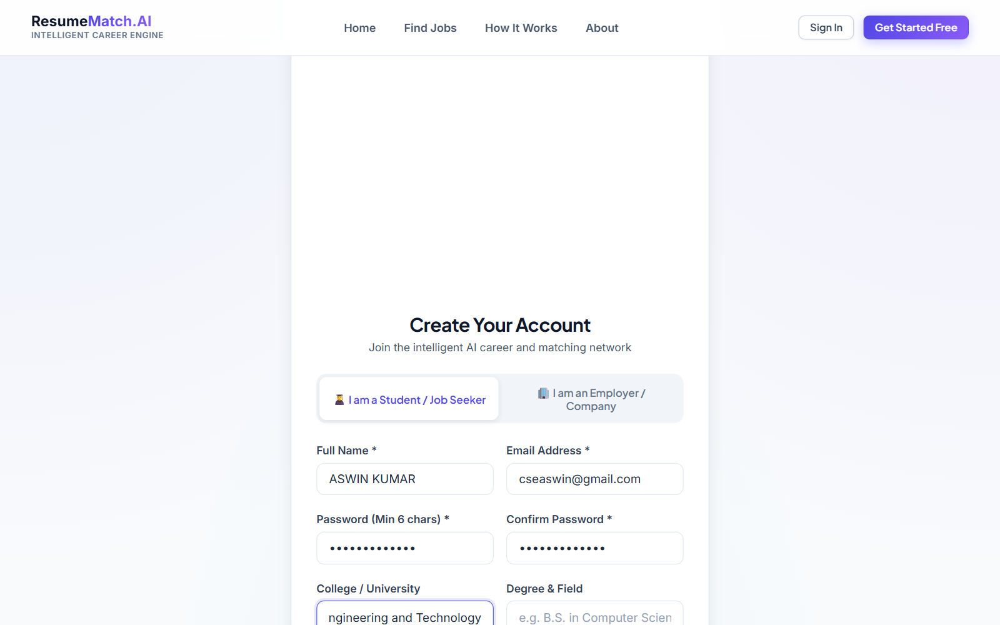 ResumeMatch.AI
INTELLIGENT CAREER ENGINE
Home
Find Jobs
How It Works
About
Sign In
Get Started Free
Create Your Account
Join the intelligent AI career and matching network
I am a Student / Job Seeker
I am an Employer /
Company
Full Name *
Email Address *
ASWIN KUMAR
cseaswin@gmail.com
Password (Min 6 chars) *
Confirm Password *
•••••••••••••
•••••••••••••
College / University
Degree & Field
ngineering and Technology
e.g. B.S. in Computer Scien